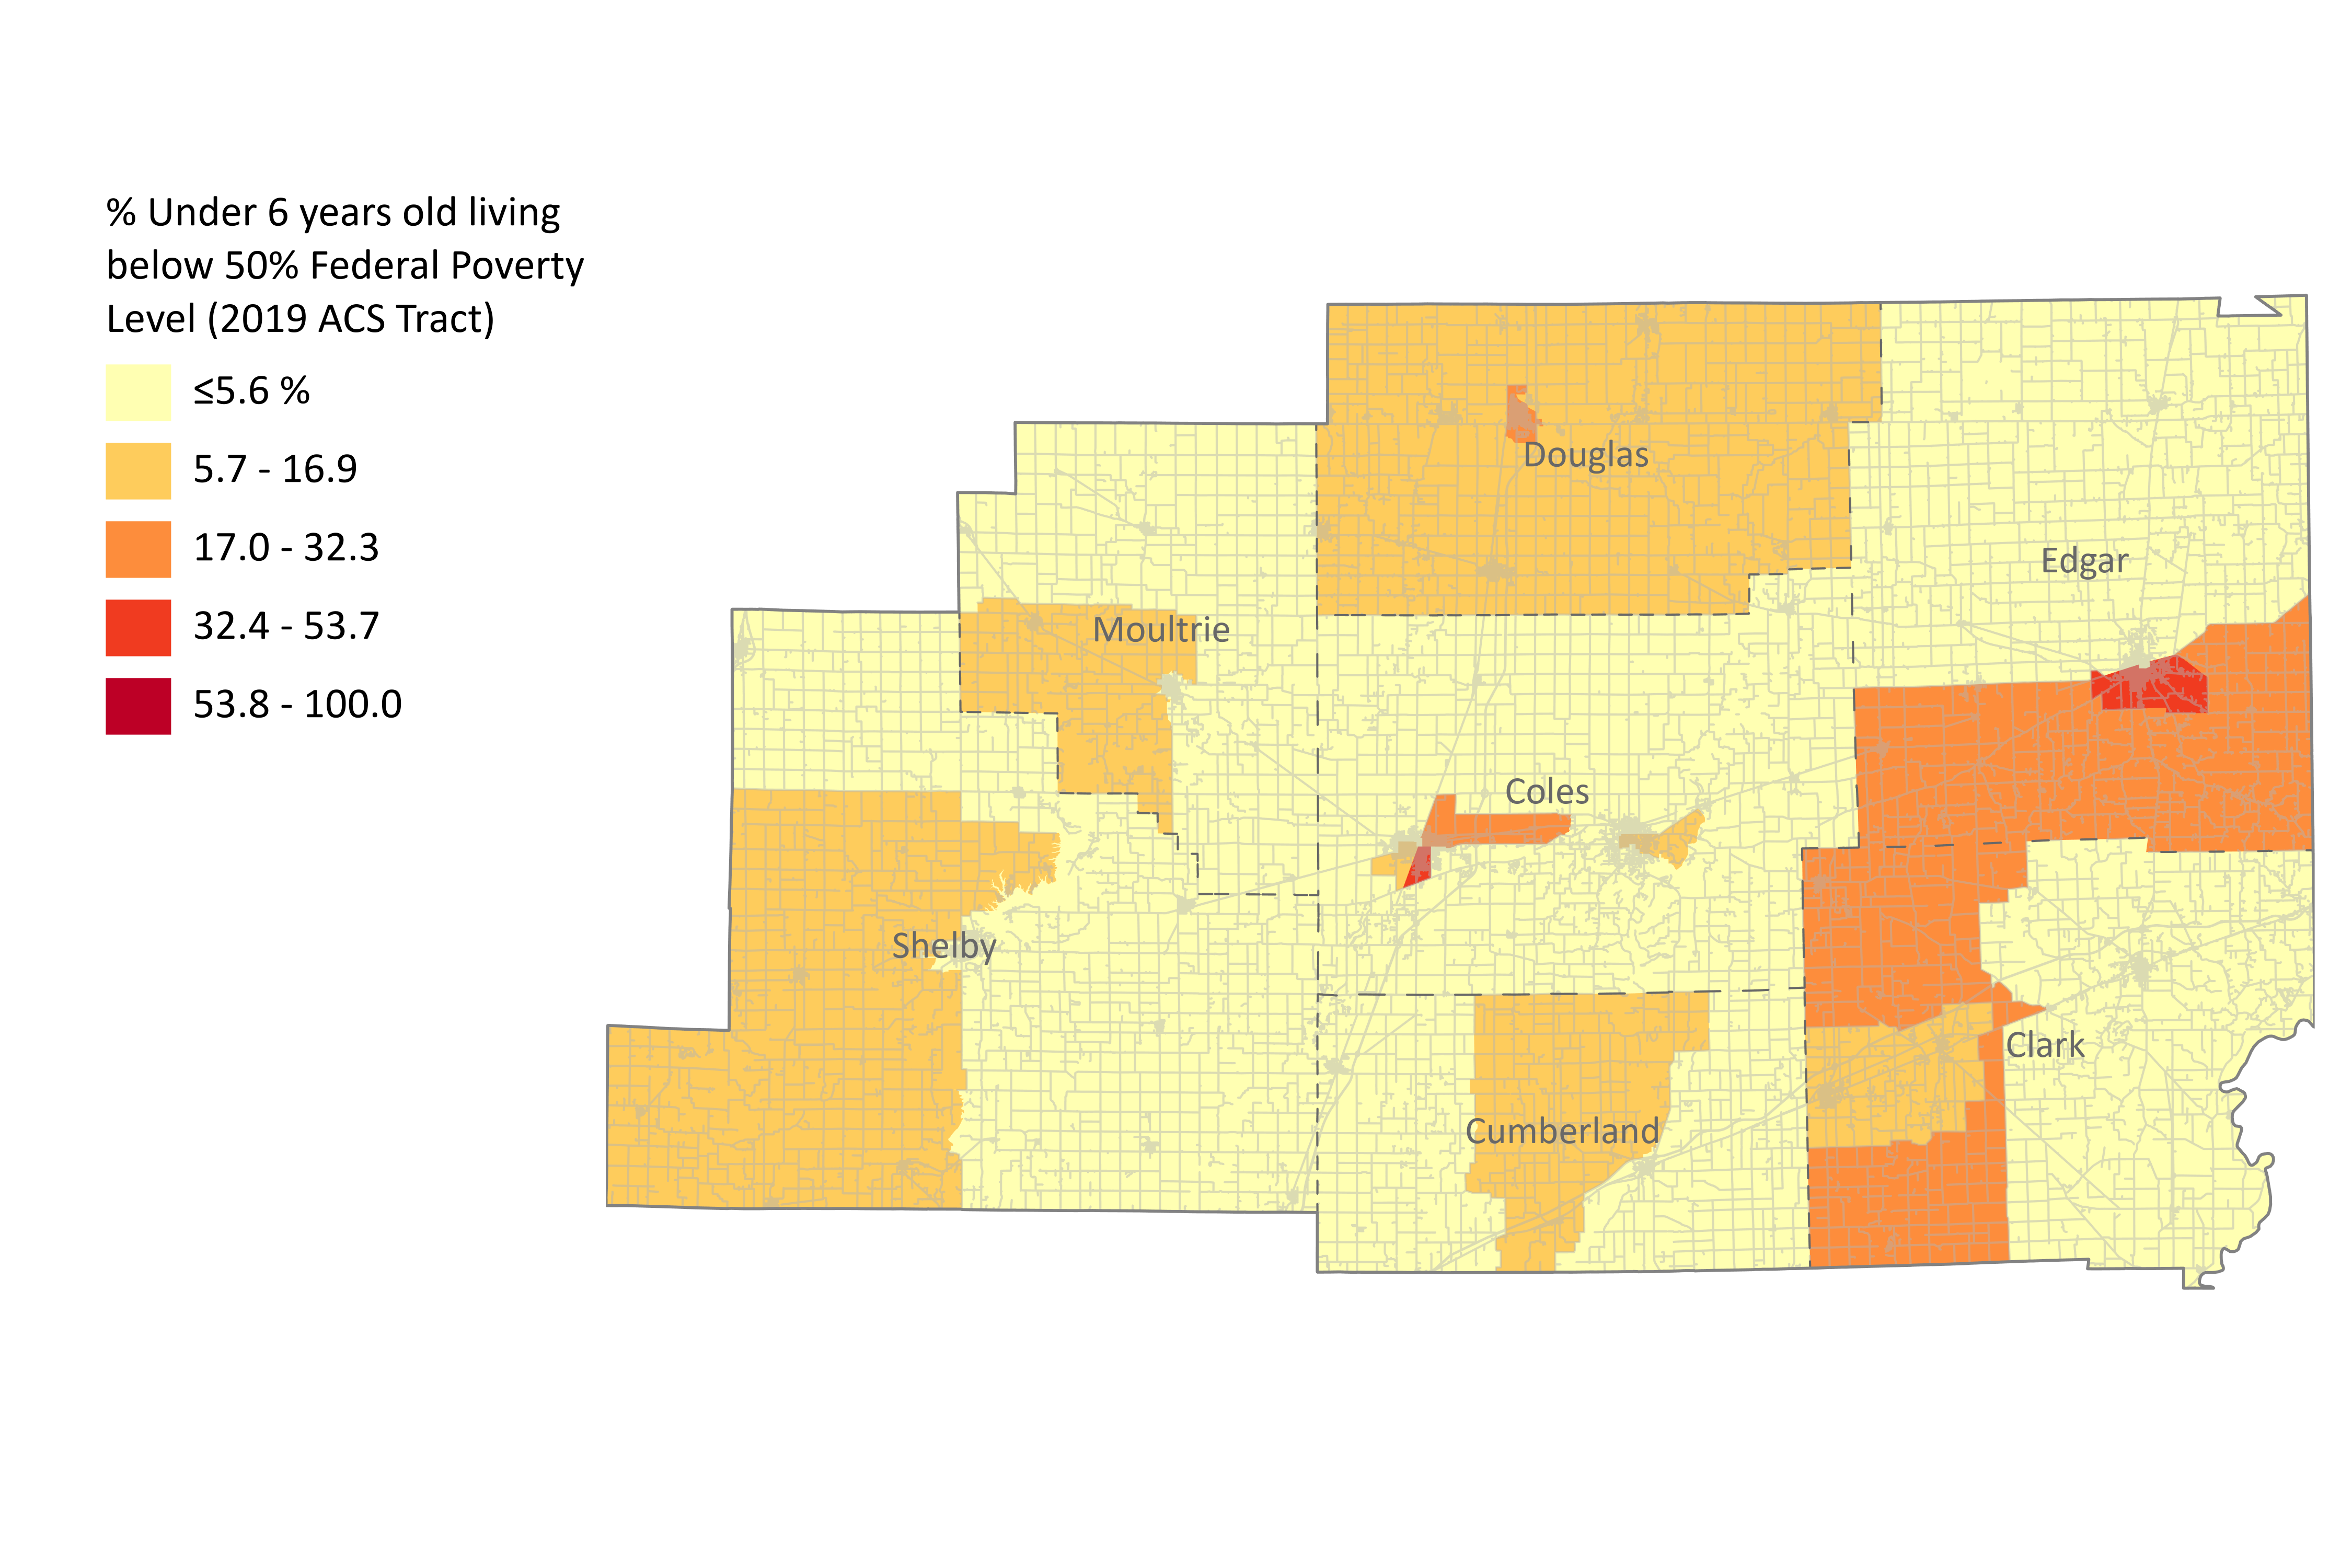 % Under 6 years old living
below 50% Federal Poverty
Level (2019 ACS Tract)
≤5.6 %
5.7 - 16.9
17.0 - 32.3
32.4 - 53.7
53.8 - 100.0
Douglas
Edgar
Moultrie
Coles
Shelby
Clark
Cumberland